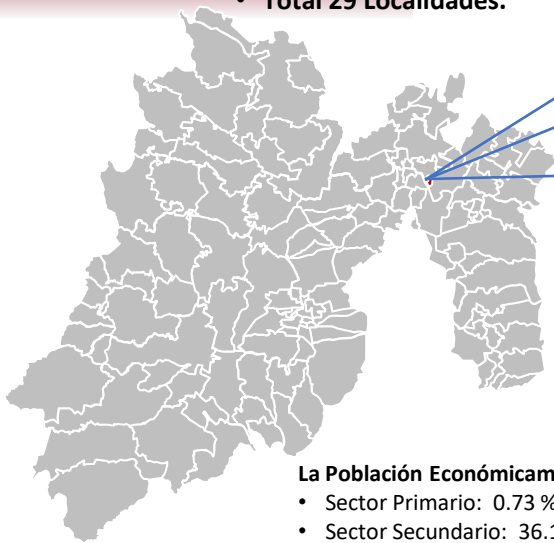 • Total 29 Localidades.
La Población Económicam
• Sector Primario: 0.73 %
• Sector Secundario: 36.1